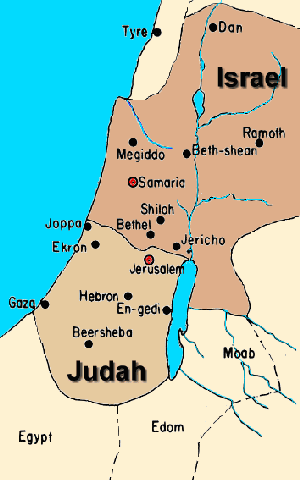 Tyre
Dan
Israel
Ramoth
Megiddo
Beth-shean
Samaria
Shiloh
Joppa
Bethel
Ekron
Jericho
Jerusalem
Gaza
Hebron
En-gedi
Beersheba
Moab
Judah
Egypt
Edom